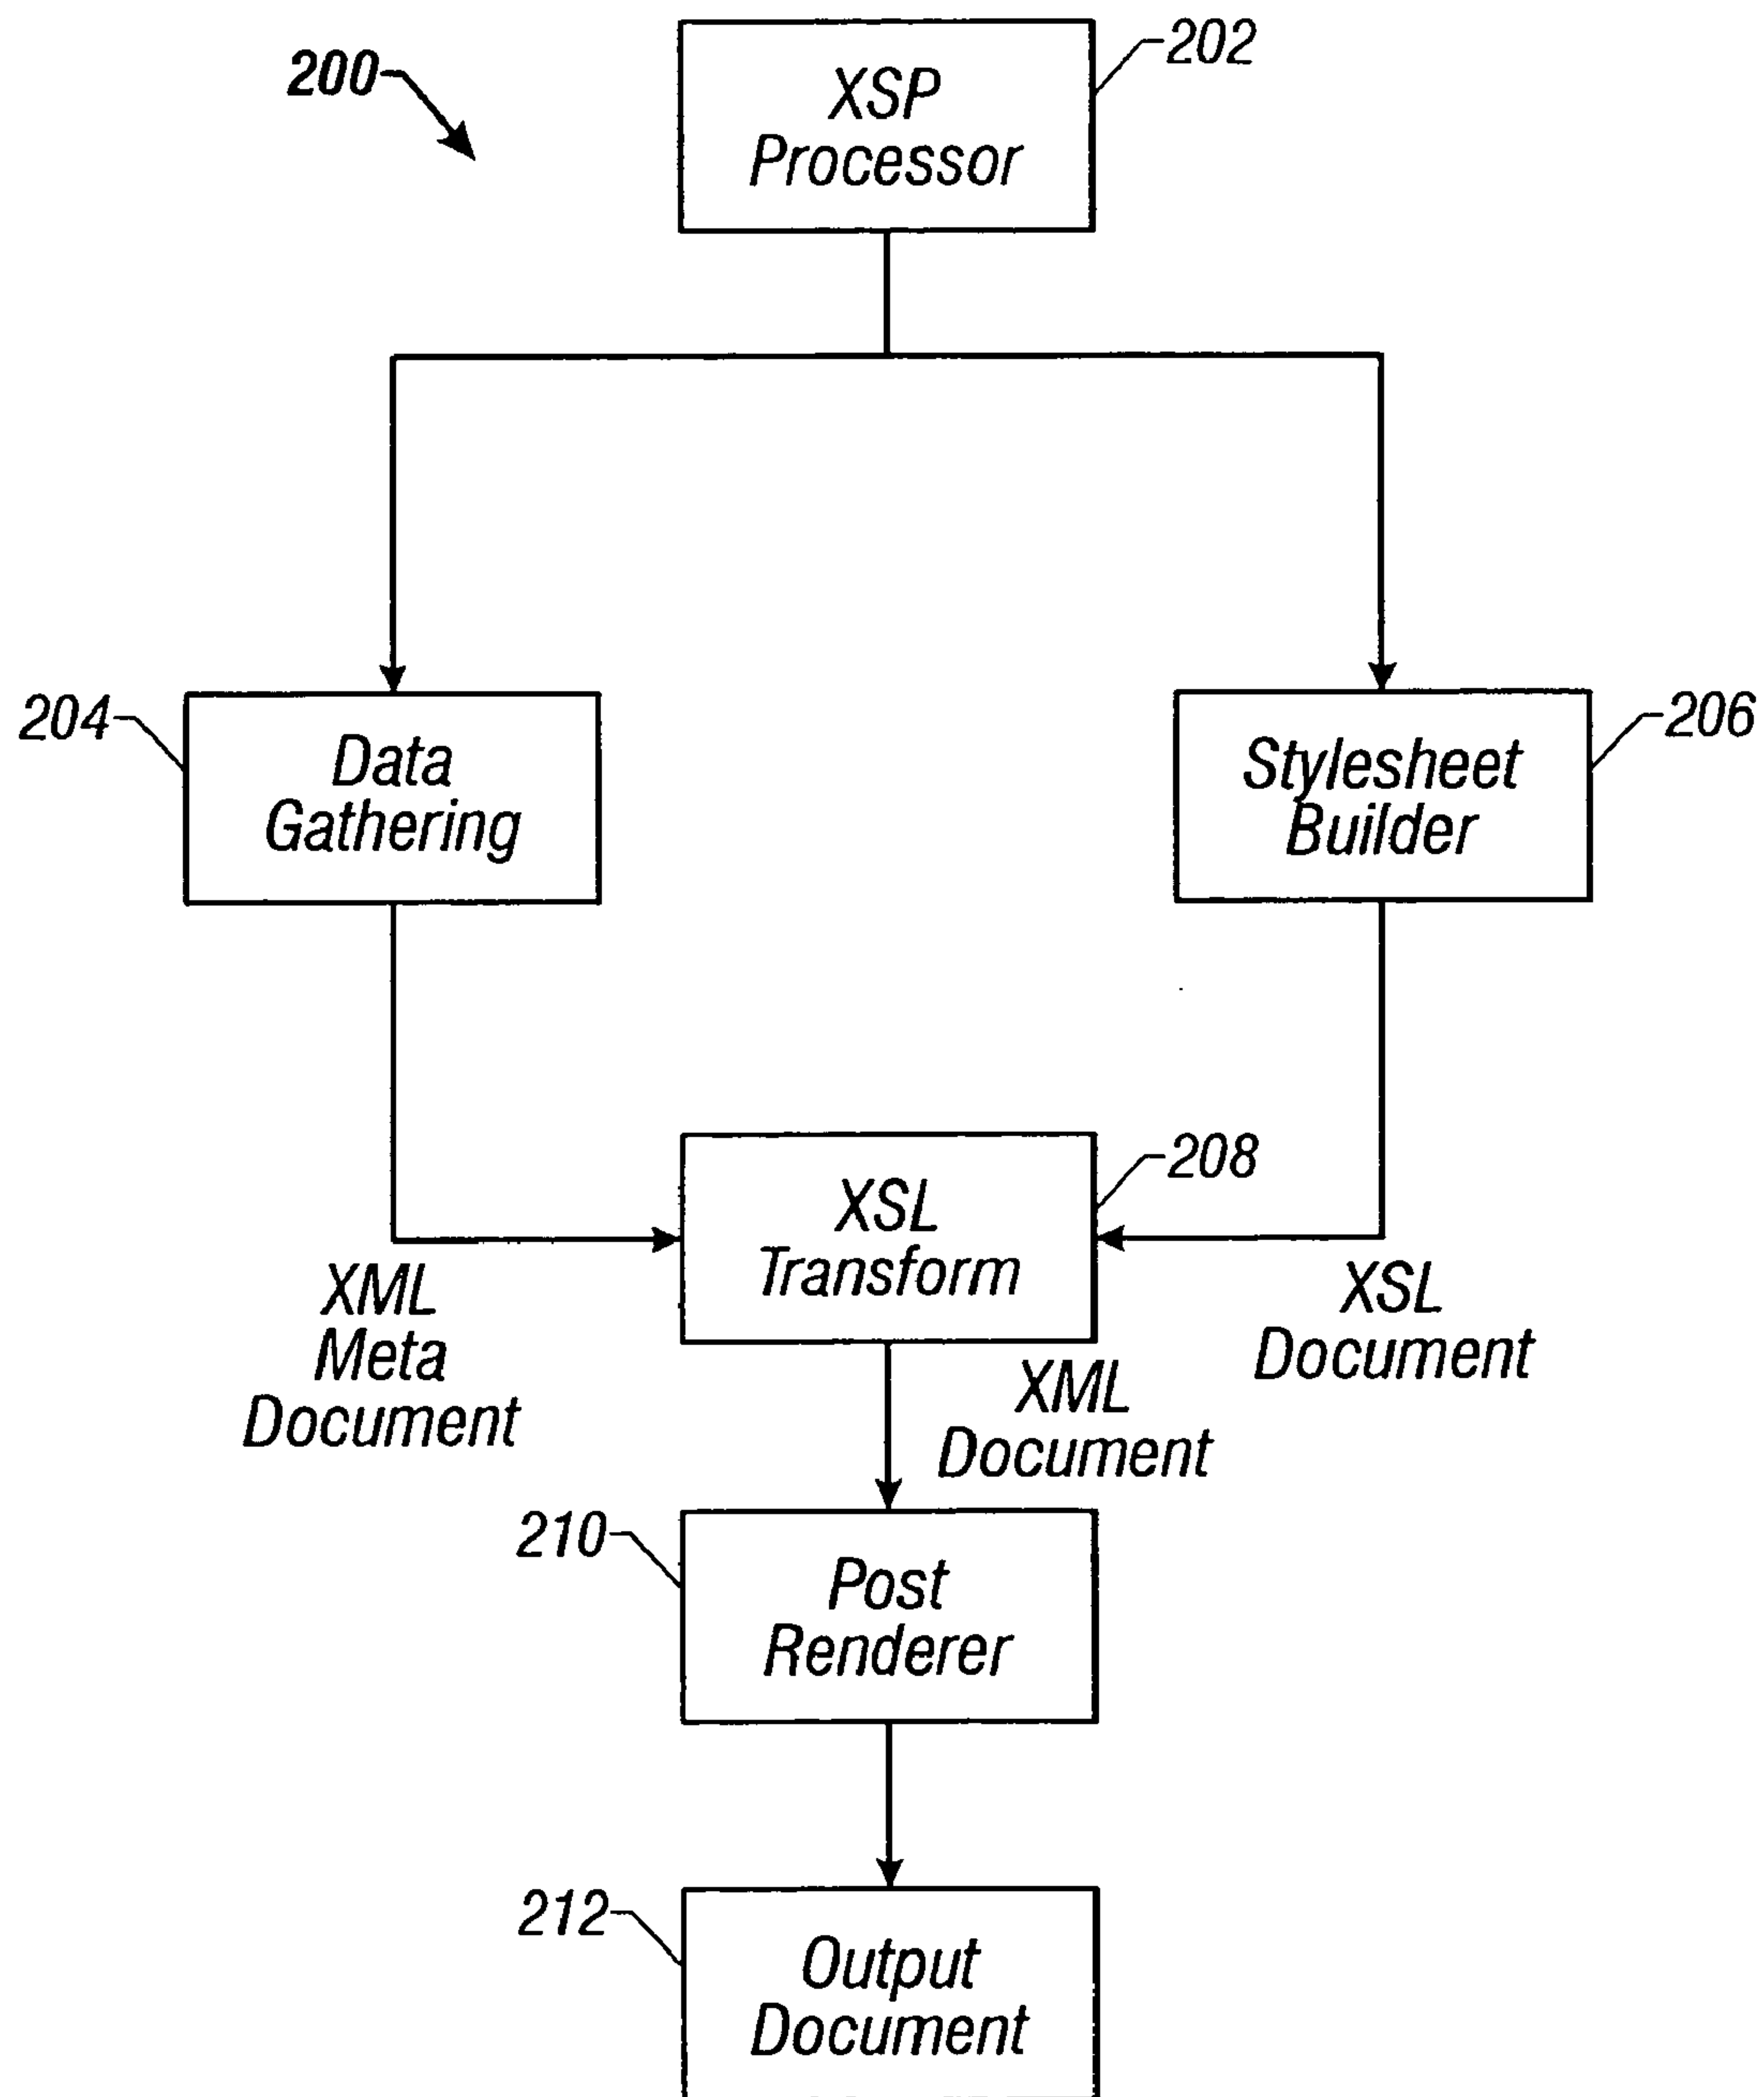 200
XSP
Processor
202
204
Data
Gathering
Stylesheet
Builder
206
XSL
Transform
208
XML
Meta
Document
XSL
Document
XML
Document
210
Post
Renderer
212
Output
Document